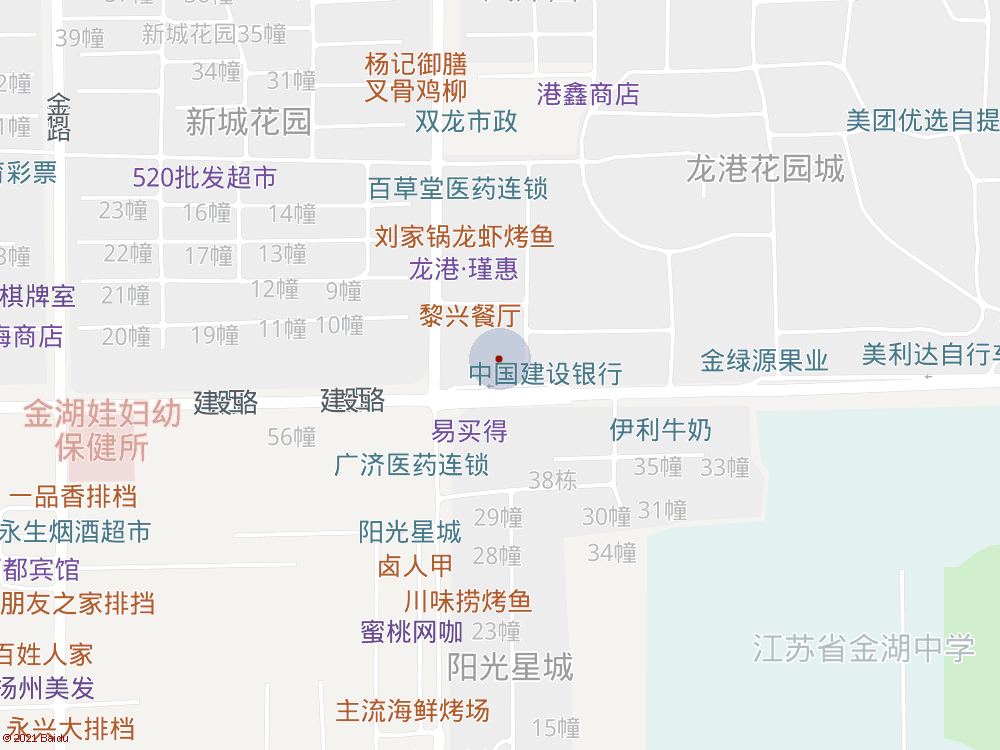 39幢
新城花园35幢
34幢
31幢
杨记御膳
叉骨鸡柳
港鑫商店
金荷路
新城花园
双龙市政
美团优选自提
彩票
520批发超市
百草堂医药连锁
龙港花园城
23幢
16幢
14幢
刘家锅龙虾烤鱼
22幢
17幢
13幢
龙港·瑾惠
棋牌室
21幢
12幢
9幢
黎兴餐厅
海商店
20幢
19幢
11幢
10幢
中国建设银行
金绿源果业
美利达自行车
建设西路
建设西路
金湖娃妇幼
保健所
56幢
易买得
伊利牛奶
广济医药连锁
38栋
35幢
33幢
一品香排档
29幢
30幢
31幢
永生烟酒超市
阳光星城
28幢
34幢
都宾馆
卤人甲
朋友之家排挡
川味捞烤鱼
蜜桃网咖
23幢
百姓人家
阳光星城
江苏省金湖中学
扬州美发
主流海鲜烤场
永兴大排档
15幢
© 2021 Baidu